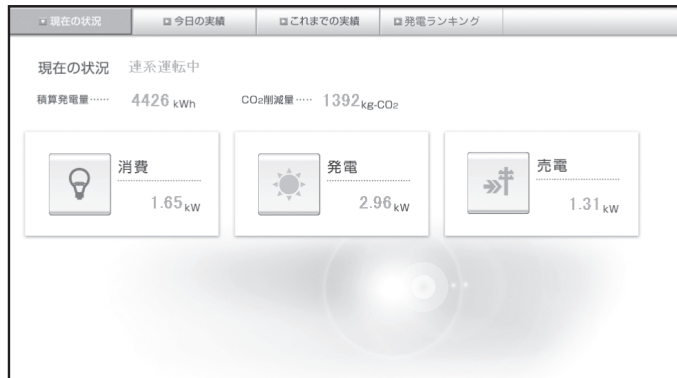 現在の状況 今日の実績 これまでの実績 発電ランキング
現在の状況 連系運転中
積算発電量…… 4426 kWh CO2削減量…… 1392 kg-CO2
消費 発電 売電
1.65 kW 2.96 kW 1.31 kW